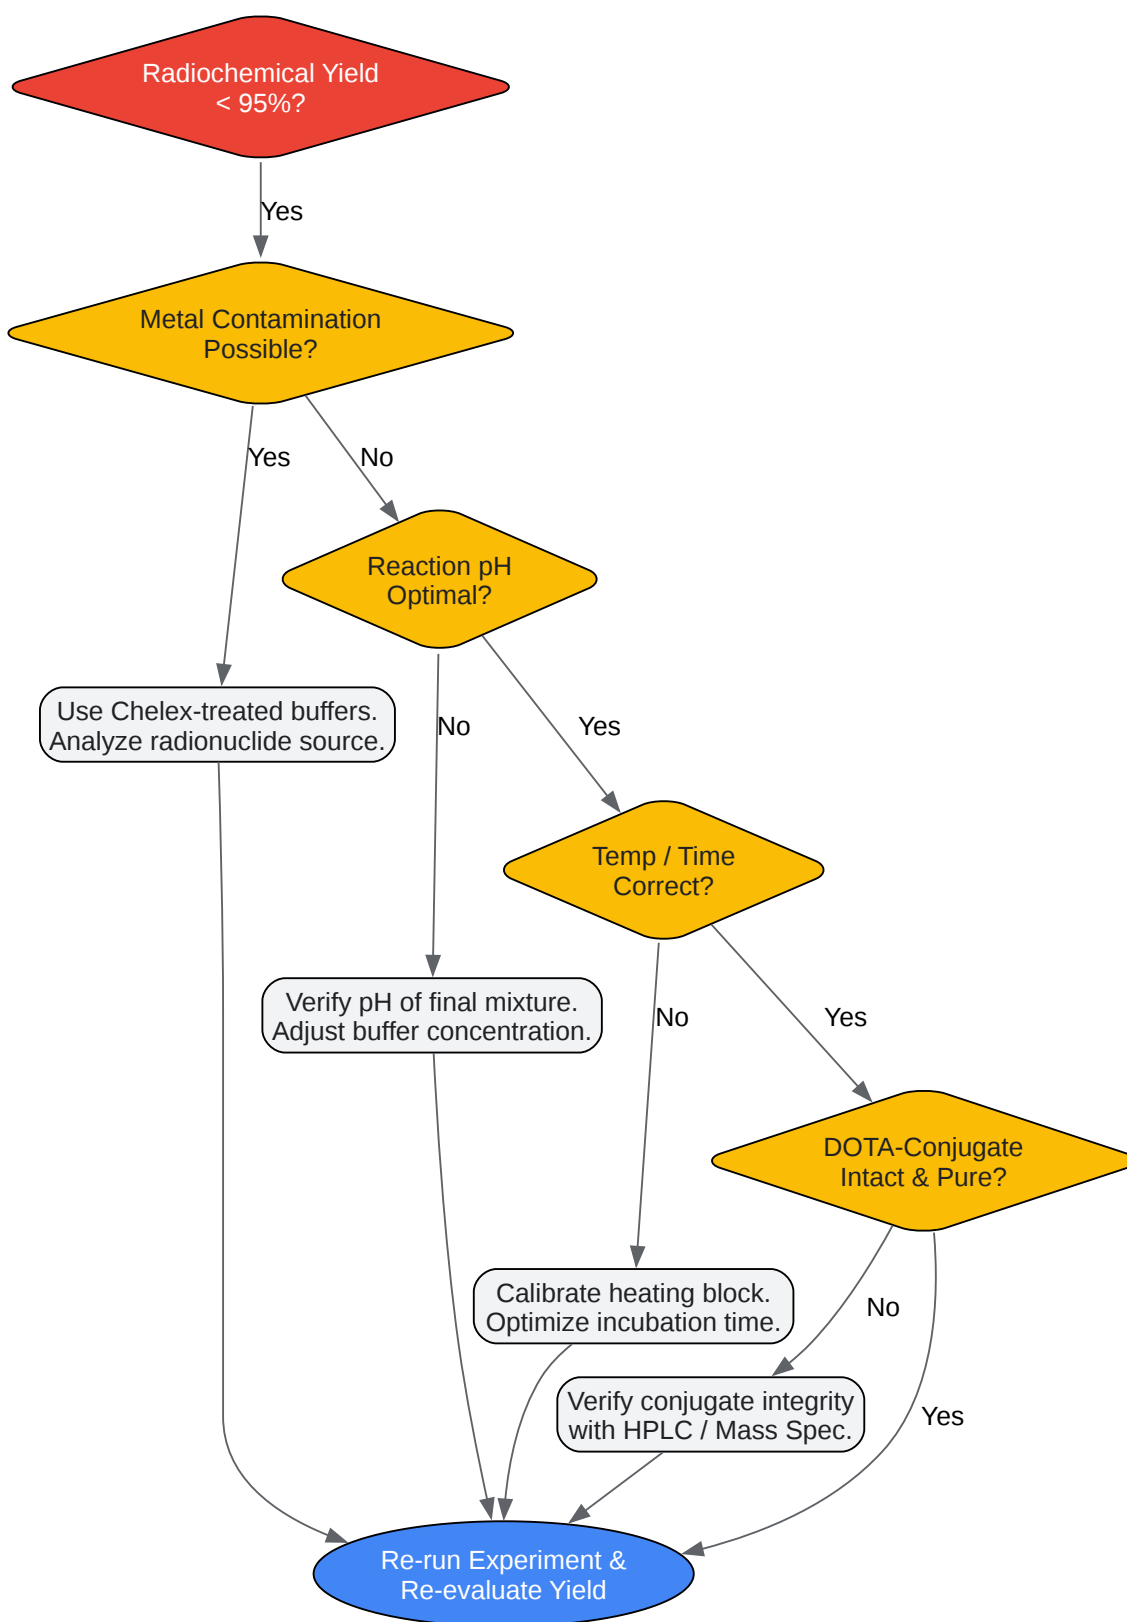 Radiochemical Yield
< 95%?
Yes
Metal Contamination
Possible?
Yes
No
Reaction pH
Optimal?
Use Chelex-treated buffers.
Analyze radionuclide source.
No
Yes
Temp / Time
Correct?
Verify pH of final mixture.
Adjust buffer concentration.
No
Yes
DOTA-Conjugate
Intact & Pure?
Calibrate heating block.
Optimize incubation time.
No
Verify conjugate integrity
with HPLC / Mass Spec.
Yes
Re-run Experiment &
Re-evaluate Yield